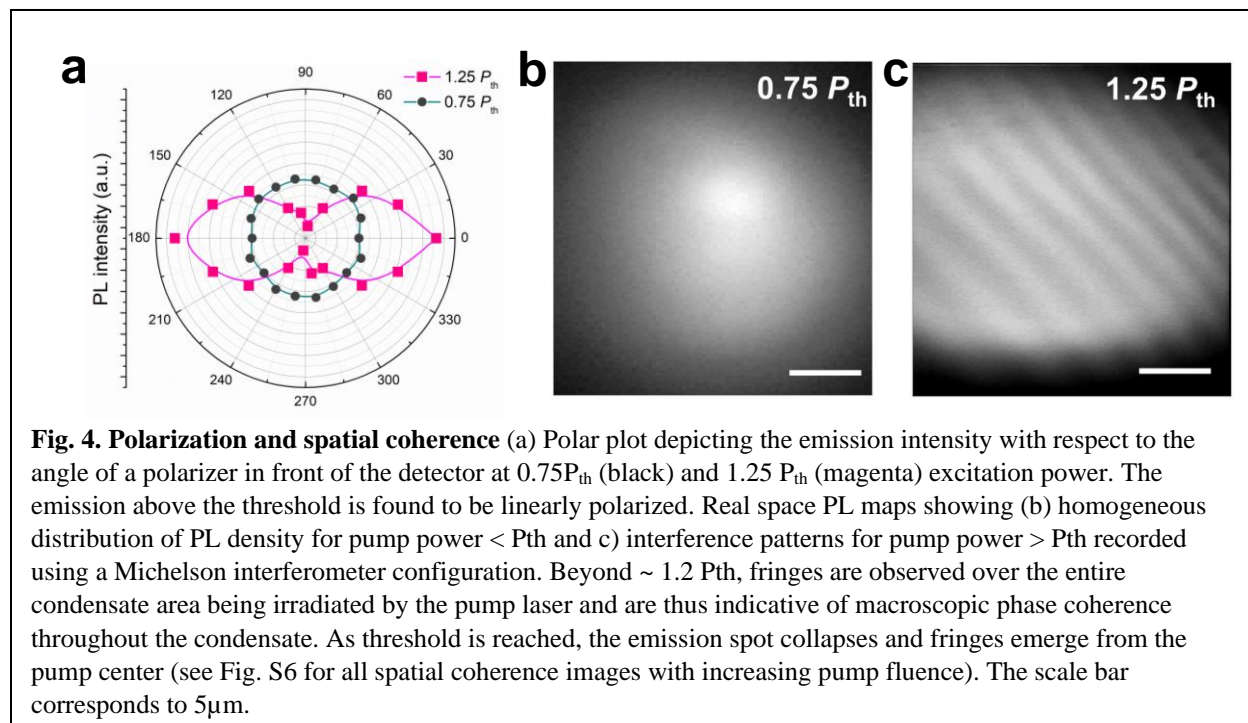 a
b
c
1.25 Pth
0.75 Pth
0.75 Pth
1.25 Pth
PL intensity (a.u.)
90
120
60
150
30
180
0
210
330
240
300
270
Fig. 4. Polarization and spatial coherence (a) Polar plot depicting the emission intensity with respect to the
angle of a polarizer in front of the detector at 0.75Pth (black) and 1.25 Pth (magenta) excitation power. The
emission above the threshold is found to be linearly polarized. Real space PL maps showing (b) homogeneous
distribution of PL density for pump power < Pth and c) interference patterns for pump power > Pth recorded
using a Michelson interferometer configuration. Beyond ~ 1.2 Pth, fringes are observed over the entire
condensate area being irradiated by the pump laser and are thus indicative of macroscopic phase coherence
throughout the condensate. As threshold is reached, the emission spot collapses and fringes emerge from the
pump center (see Fig. S6 for all spatial coherence images with increasing pump fluence). The scale bar
corresponds to 5µm.